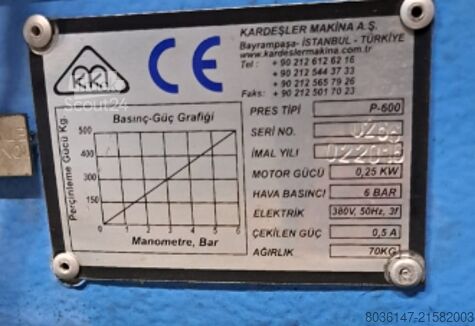 KARDEŞLER MAKİNA A.Ş.
Bayrampaşa- İSTANBUL - TÜRKİYE
www.kardeslermakina.com.tr
Tel : + 90 212 612 62 16
+ 90 212 544 37 33
+ 90 212 565 79 26
Faks: + 90 212 501 70 23
CE
Scout24
Basınç-Güç Grafiği
Perçinleme Gücü Kg.
500
300
150
0 1 2 3 4 5 6
Manometre, Bar
PRES TİPİ P-600
SERİ NO.
İMAL YILI
MOTOR GÜCÜ 0,25 KW
HAVA BASINCI 6 BAR
ELEKTRİK 380V, 50Hz, 3f
ÇEKİLEN GÜÇ 0,5 A
AĞIRLIK 70KG
8036147-21582003